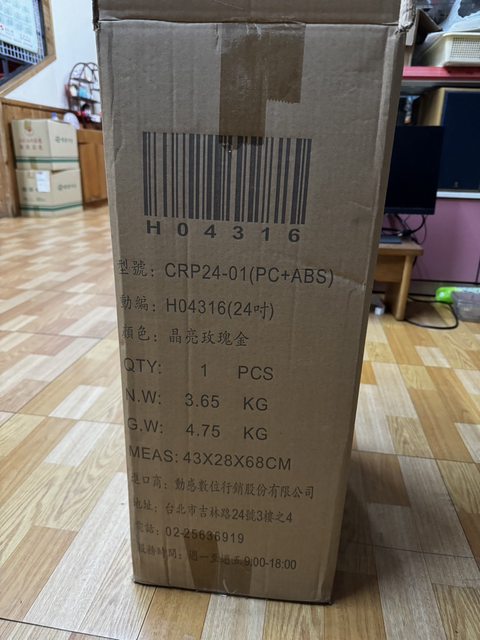 H04316
型號：CRP24-01(PC+ABS)
動編：H04316(24吋)
顏色：晶亮玫瑰金
QTY: 1 PCS
N.W: 3.65 KG
G.W: 4.75 KG
MEAS: 43X28X68CM
進口商：動感數位行銷股份有限公司
地址：台北市吉林路24號3樓之4
電話：02-25636919
服務時間：週一至週五9:00-18:00